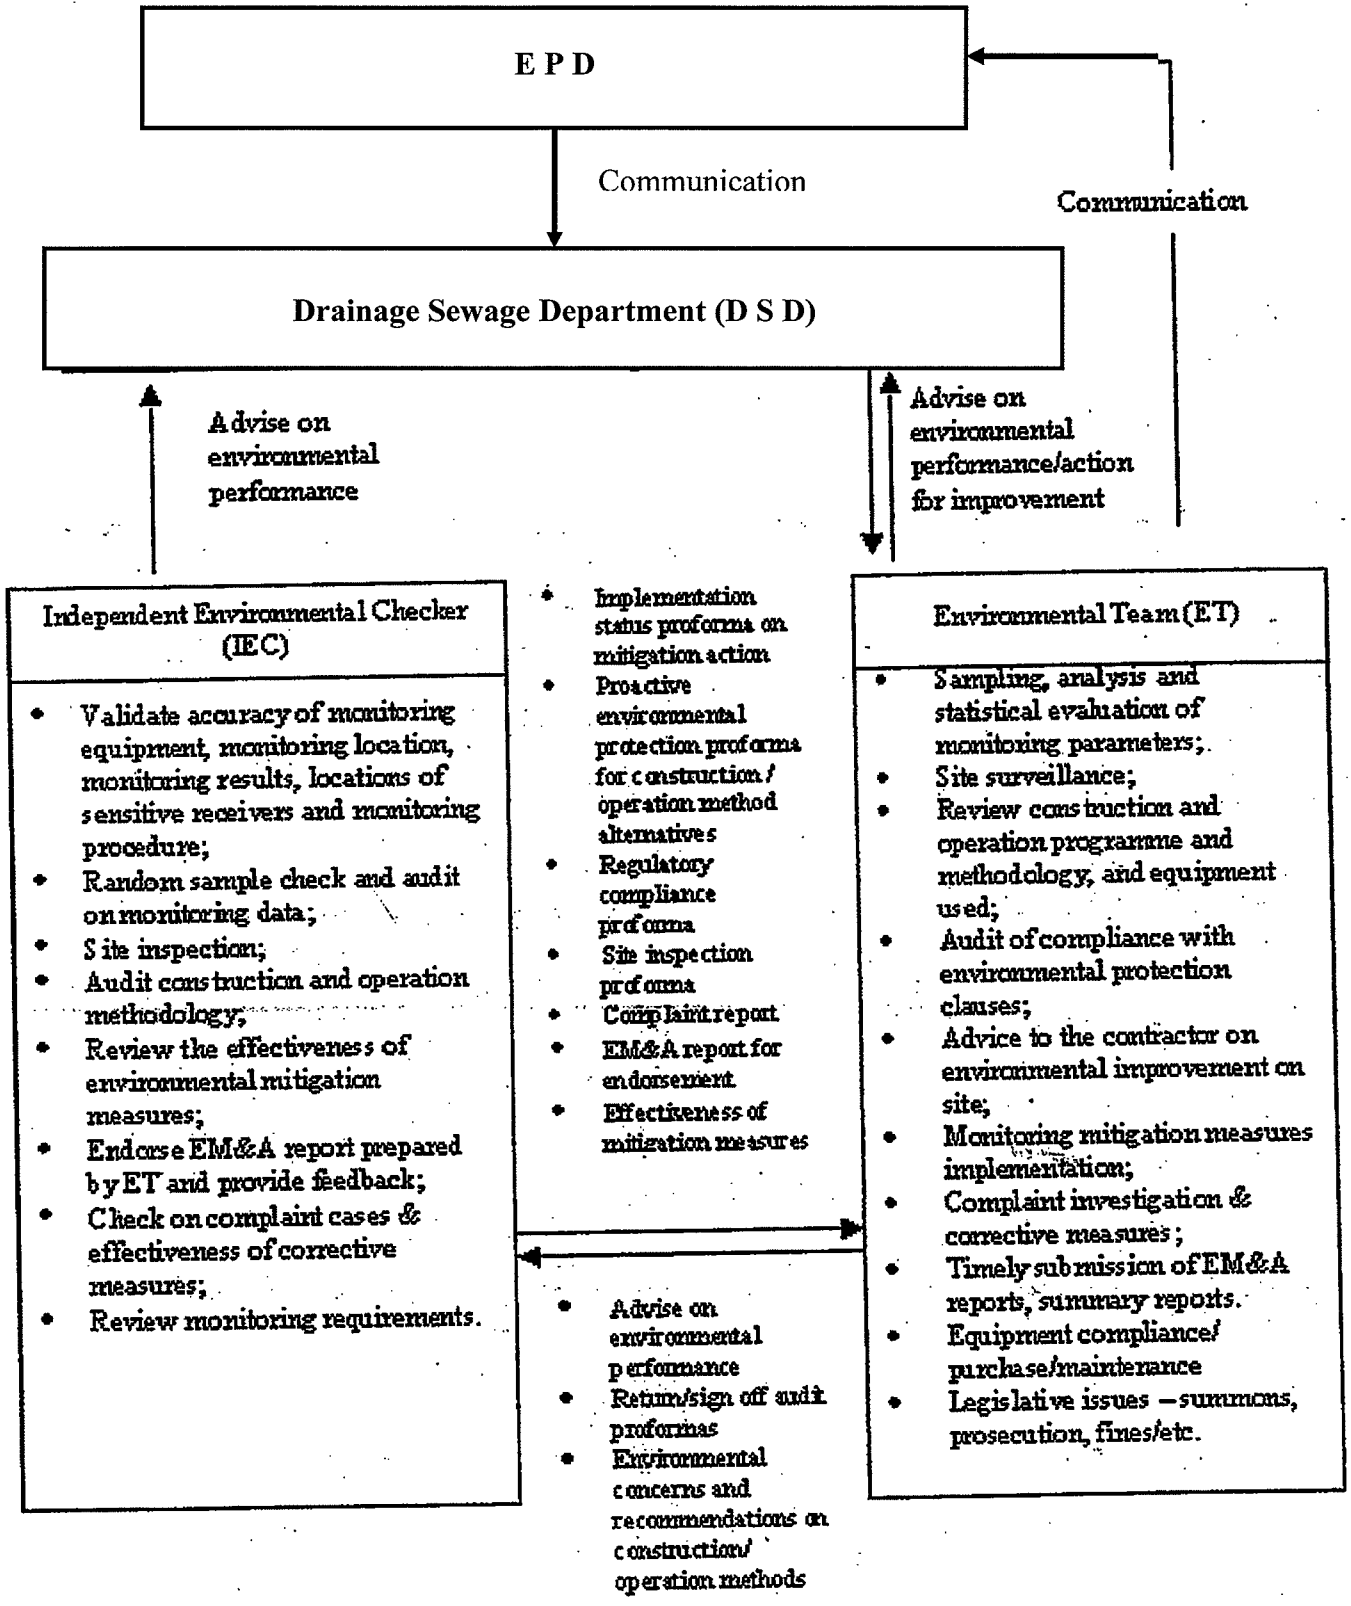 E P D
Communication
Communication
Drainage Sewage Department (D S D)
Advise on
environmental
performance
Advise on
environmental
performance/action
for improvement
Independent Environmental Checker
(IEC)
• Validate accuracy of monitoring
equipment, monitoring location,
monitoring results, locations of
sensitive receivers and monitoring
procedure;
• Random sample check and audit
on monitoring data;
• Site inspection;
• Audit construction and operation
methodology;
• Review the effectiveness of
environmental mitigation
measures;
• Endorse EM&A report prepared
by ET and provide feedback;
• Check on complaint cases &
effectiveness of corrective
measures;
• Review monitoring requirements.
• Implementation
status proforma on
mitigation action
• Proactive
environmental
protection proforma
for construction/
operation method
alternatives
• Regulatory
compliance
proforma
• Site inspection
proforma
• Complaint report
• EM&A report for
endorsement
• Effectiveness of
mitigation measures
• Advise on
environmental
performance
• Return/sign off audit
proformas
• Environmental
concerns and
recommendations on
construction/
operation methods
Environmental Team (ET)
• Sampling, analysis and
statistical evaluation of
monitoring parameters;
• Site surveillance;
• Review construction and
operation programme and
methodology, and equipment
used;
• Audit of compliance with
environmental protection
clauses;
• Advice to the contractor on
environmental improvement on
site;
• Monitoring mitigation measures
implementation;
• Complaint investigation &
corrective measures;
• Timely submission of EM&A
reports, summary reports.
• Equipment compliance/
purchase/maintenance
• Legislative issues – summons,
prosecution, fines/etc.